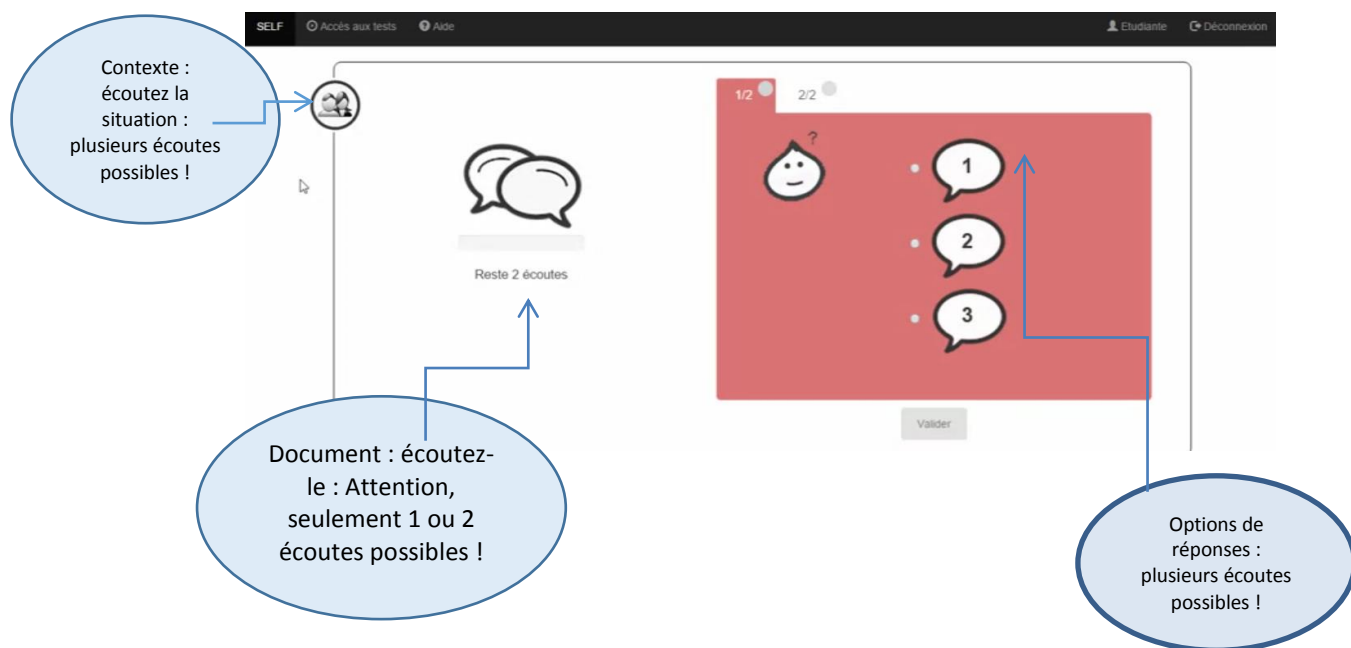 SELF Accès aux tests Aide Etudiante Déconnexion
Contexte :
écoutez la
situation :
plusieurs écoutes
possibles !
1/2 2/2
?
1
2
3
Reste 2 écoutes
Valider
Document : écoutez-
le : Attention,
seulement 1 ou 2
écoutes possibles !
Options de
réponses :
plusieurs écoutes
possibles !